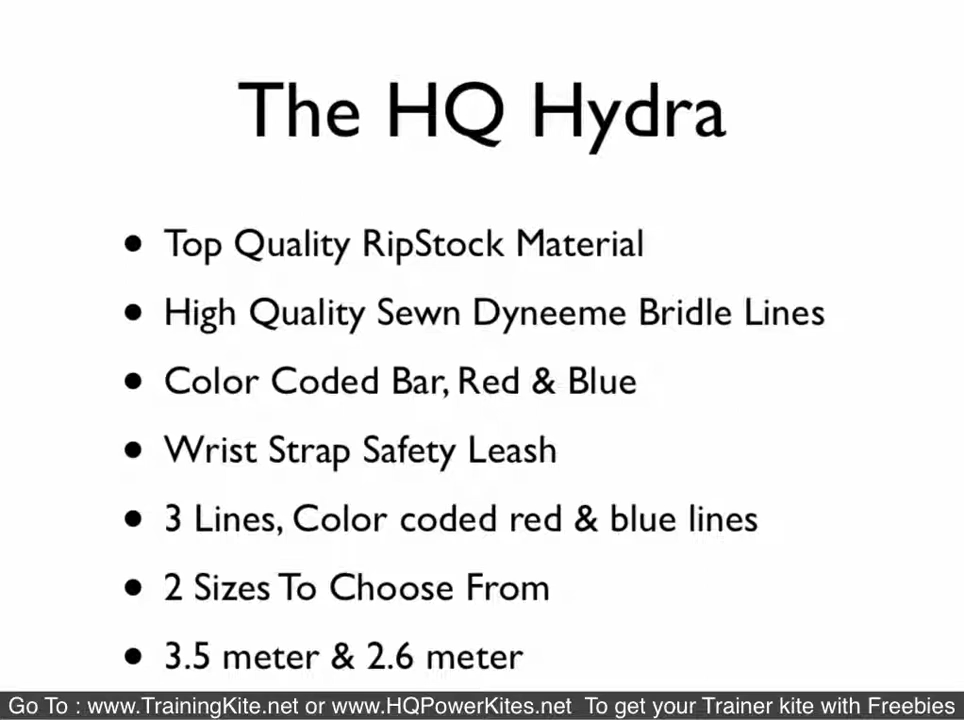 The HQ Hydra
• Top Quality RipStock Material
• High Quality Sewn Dyneeme Bridle Lines
• Color Coded Bar, Red & Blue
• Wrist Strap Safety Leash
• 3 Lines, Color coded red & blue lines
• 2 Sizes To Choose From
• 3.5 meter & 2.6 meter
Go To : www.TrainingKite.net or www.HQPowerKites.net To get your Trainer kite with Freebies